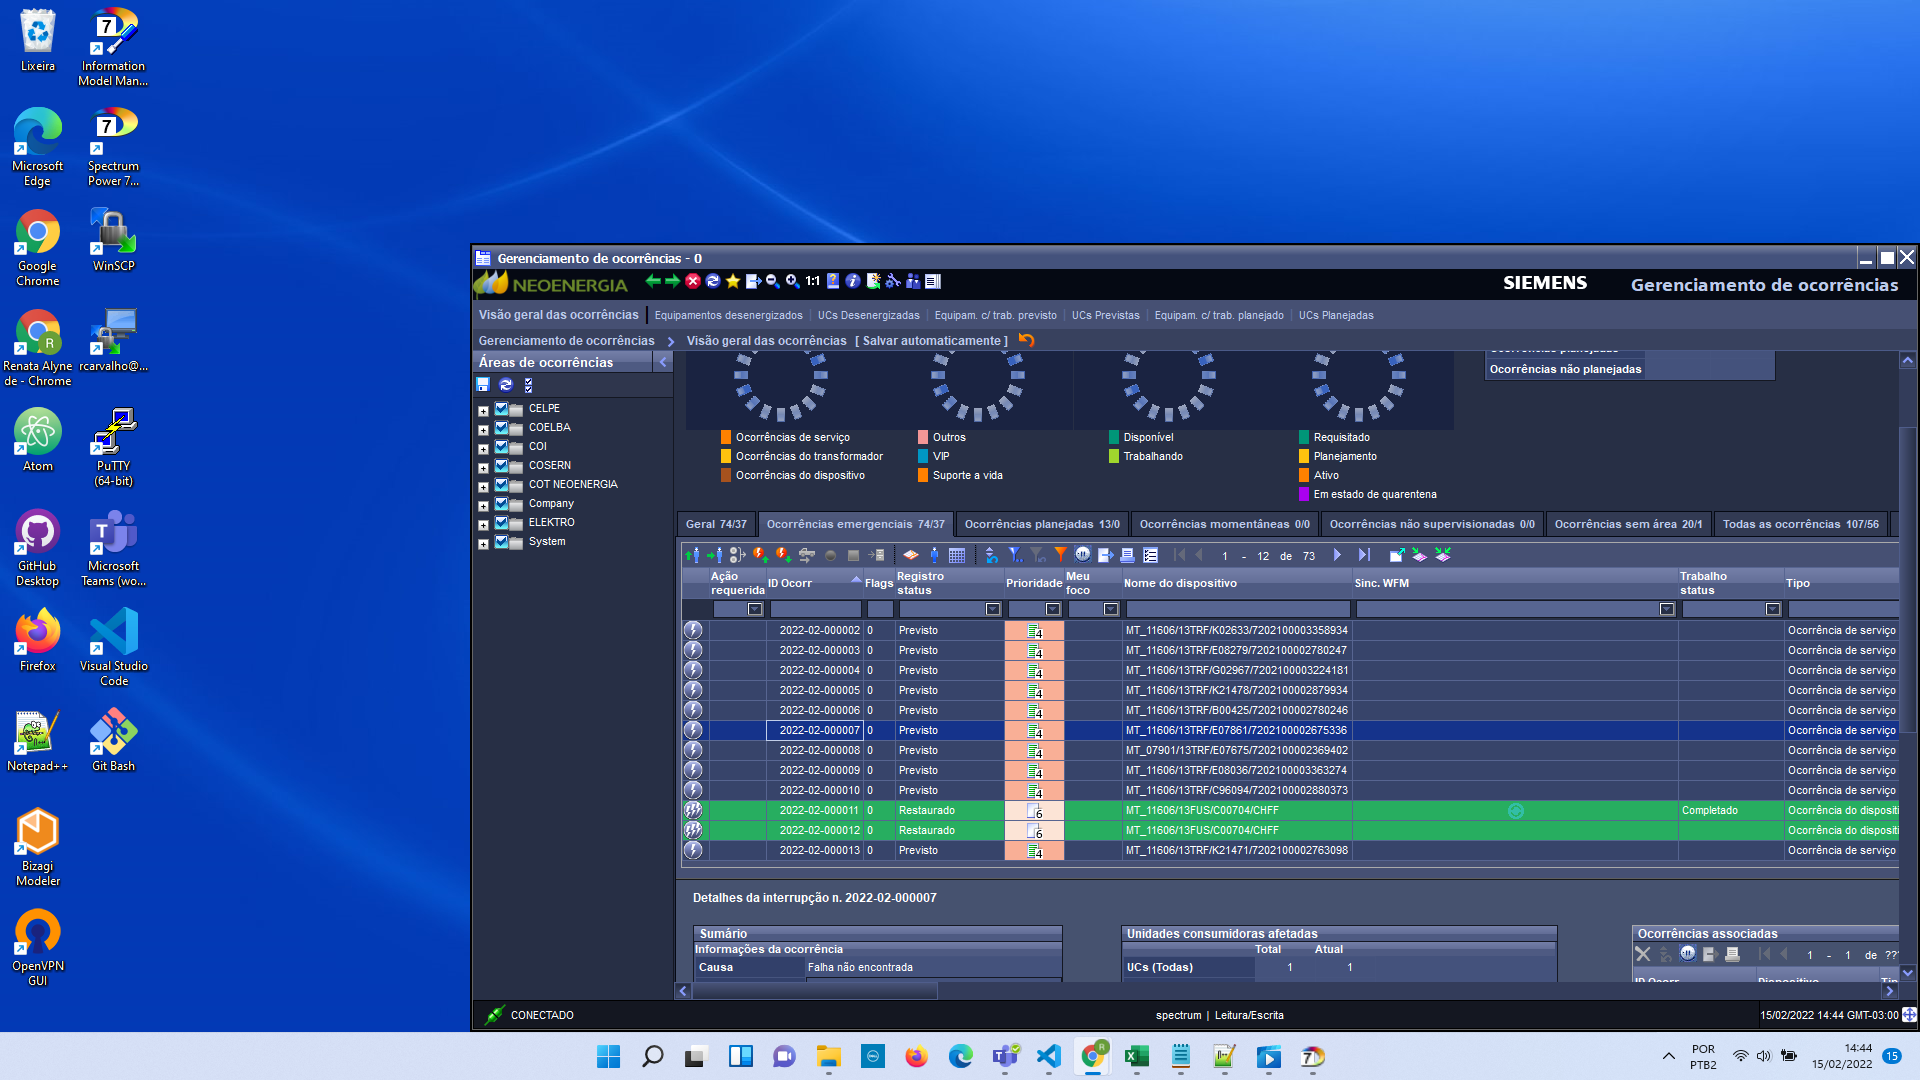 Lixeira
Information
Model Man...
Microsoft
Edge
Spectrum
Power 7...
Google
Chrome
WinSCP
Renata Alyne
de - Chrome
rcarvalho@...
Atom
PuTTY
(64-bit)
GitHub
Desktop
Microsoft
Teams (wo...
Firefox
Visual Studio
Code
Notepad++
Git Bash
Bizagi
Modeler
OpenVPN
GUI
Gerenciamento de ocorrências - 0
NEOENERGIA
1:1
SIEMENS
Gerenciamento de ocorrências
Visão geral das ocorrências
Equipamentos desenergizados
UCs Desenergizadas
Equipam. c/ trab. previsto
UCs Previstas
Equipam. c/ trab. planejado
UCs Planejadas
Gerenciamento de ocorrências
Visão geral das ocorrências [ Salvar automaticamente ]
Áreas de ocorrências
CELPE
COELBA
COI
COSERN
COT NEOENERGIA
Company
ELEKTRO
System
Ocorrências não planejadas
Ocorrências de serviço
Ocorrências do transformador
Ocorrências do dispositivo
Outros
VIP
Suporte a vida
Disponível
Trabalhando
Requisitado
Planejamento
Ativo
Em estado de quarentena
Geral 74/37
Ocorrências emergenciais 74/37
Ocorrências planejadas 13/0
Ocorrências momentâneas 0/0
Ocorrências não supervisionadas 0/0
Ocorrências sem área 20/1
Todas as ocorrências 107/56
1 - 12 de 73
Ação requerida
ID Ocorr
Flags
Registro status
Prioridade
Meu foco
Nome do dispositivo
Sinc. WFM
Trabalho status
Tipo
2022-02-000002 0 Previsto 4 MT_11606/13TRF/K02633/7202100003358934 Ocorrência de serviço
2022-02-000003 0 Previsto 4 MT_11606/13TRF/E08279/7202100002780247 Ocorrência de serviço
2022-02-000004 0 Previsto 4 MT_11606/13TRF/G02967/7202100003224181 Ocorrência de serviço
2022-02-000005 0 Previsto 4 MT_11606/13TRF/K21478/7202100002879934 Ocorrência de serviço
2022-02-000006 0 Previsto 4 MT_11606/13TRF/B00425/7202100002780246 Ocorrência de serviço
2022-02-000007 0 Previsto 4 MT_11606/13TRF/E07861/7202100002675336 Ocorrência de serviço
2022-02-000008 0 Previsto 4 MT_07901/13TRF/E07675/7202100002369402 Ocorrência de serviço
2022-02-000009 0 Previsto 4 MT_11606/13TRF/E08036/7202100003363274 Ocorrência de serviço
2022-02-000010 0 Previsto 4 MT_11606/13TRF/C96094/7202100002880373 Ocorrência de serviço
2022-02-000011 0 Restaurado 6 MT_11606/13FUS/C00704/CHFF Completado Ocorrência do dispositi
2022-02-000012 0 Restaurado 6 MT_11606/13FUS/C00704/CHFF Ocorrência do dispositi
2022-02-000013 0 Previsto 4 MT_11606/13TRF/K21471/7202100002763098 Ocorrência de serviço
Detalhes da interrupção n. 2022-02-000007
Sumário
Informações da ocorrência
Causa Falha não encontrada
Unidades consumidoras afetadas
Total Atual
UCs (Todas) 1 1
Ocorrências associadas
1 - 1 de ??
CONECTADO
spectrum | Leitura/Escrita
15/02/2022 14:44 GMT-03:00
POR
PTB2
14:44
15/02/2022
15